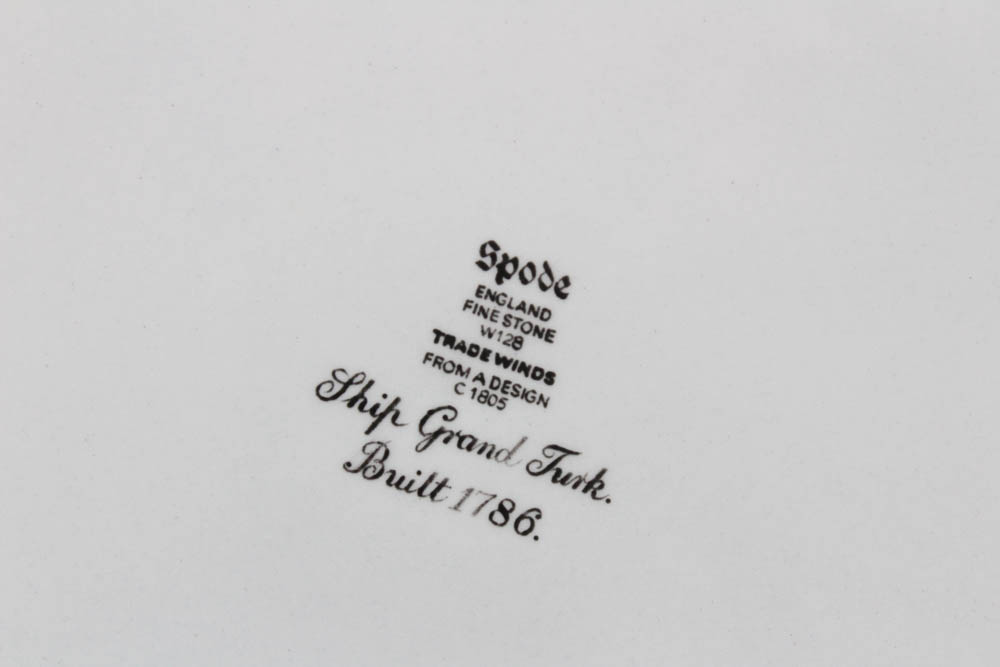 Spode
ENGLAND
FINE STONE
W128
TRADE WINDS
FROM A DESIGN
C 1805
Ship Grand Turk.
Built 1786.